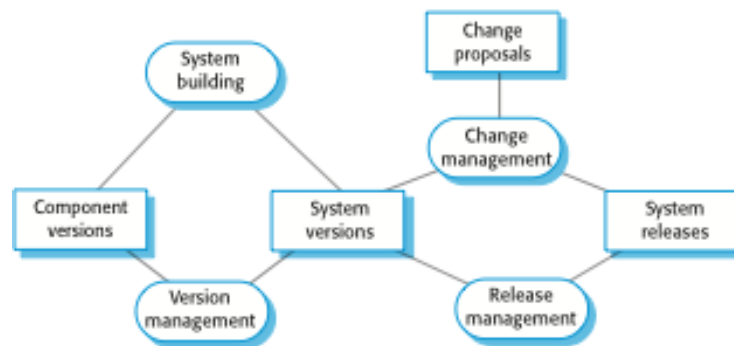 Change
proposals
System
building
Change
management
Component
versions
System
versions
System
releases
Version
management
Release
management